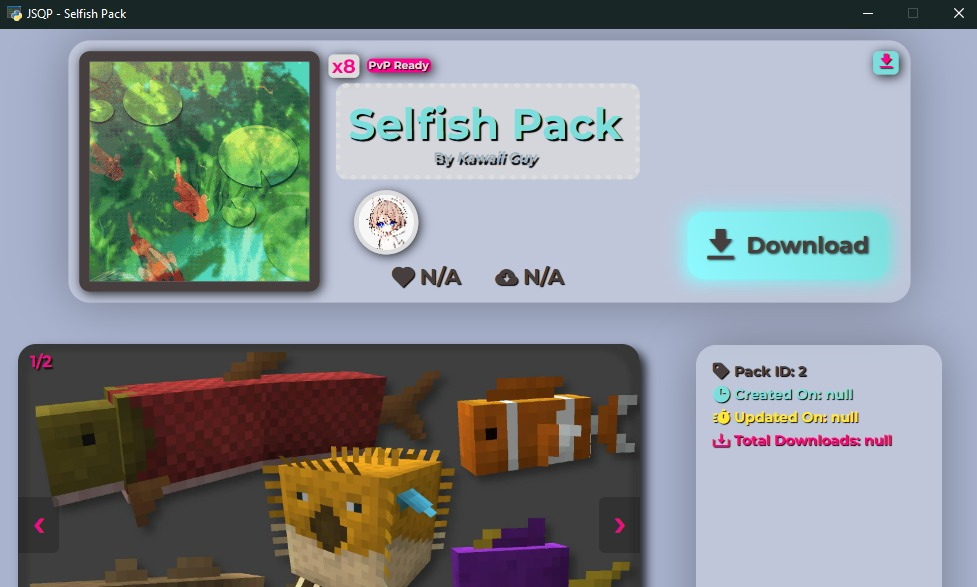 JSQP - Selfish Pack
x8 PvP Ready
Selfish Pack
By Kawaii Guy
N/A N/A
Download
1/2
Pack ID: 2
Created On: null
Updated On: null
Total Downloads: null